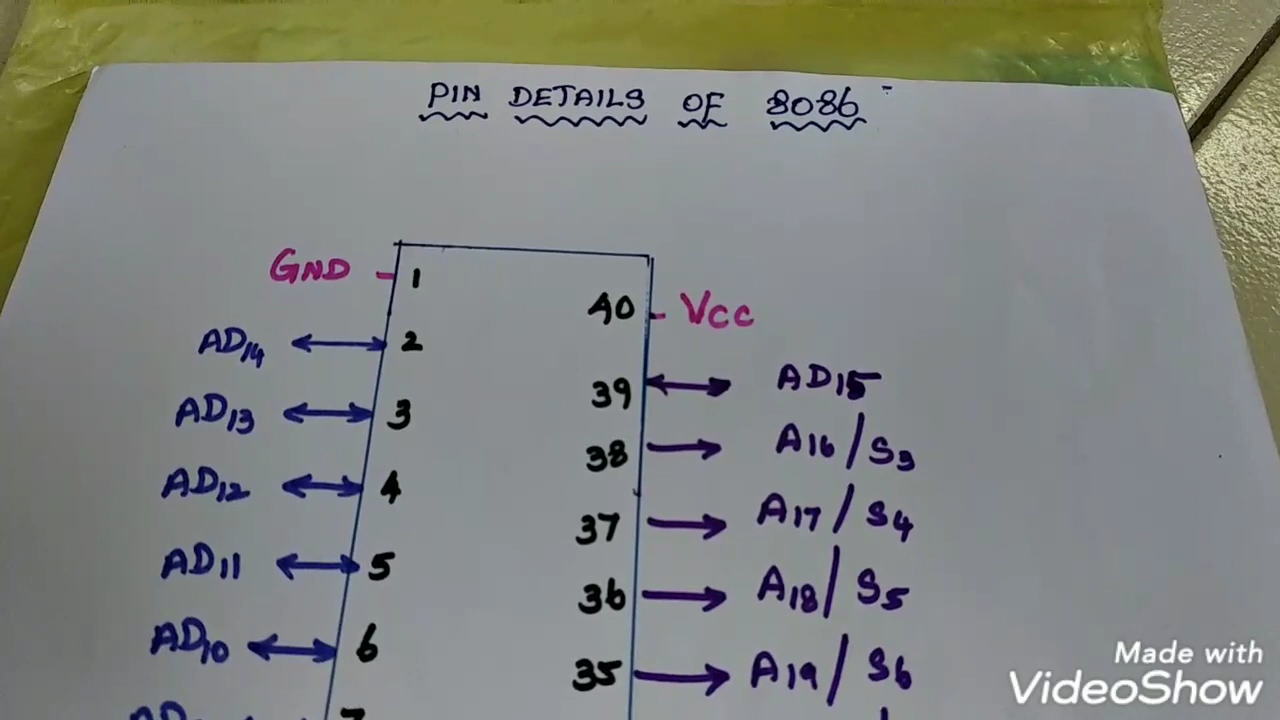 PIN DETAILS OF 8086
GND 1
40 Vcc
AD14 2
39 AD15
AD13 3
38 A16/S3
AD12 4
37 A17/S4
AD11 5
36 A18/S5
AD10 6
35 A19/S6
Made with
VideoShow